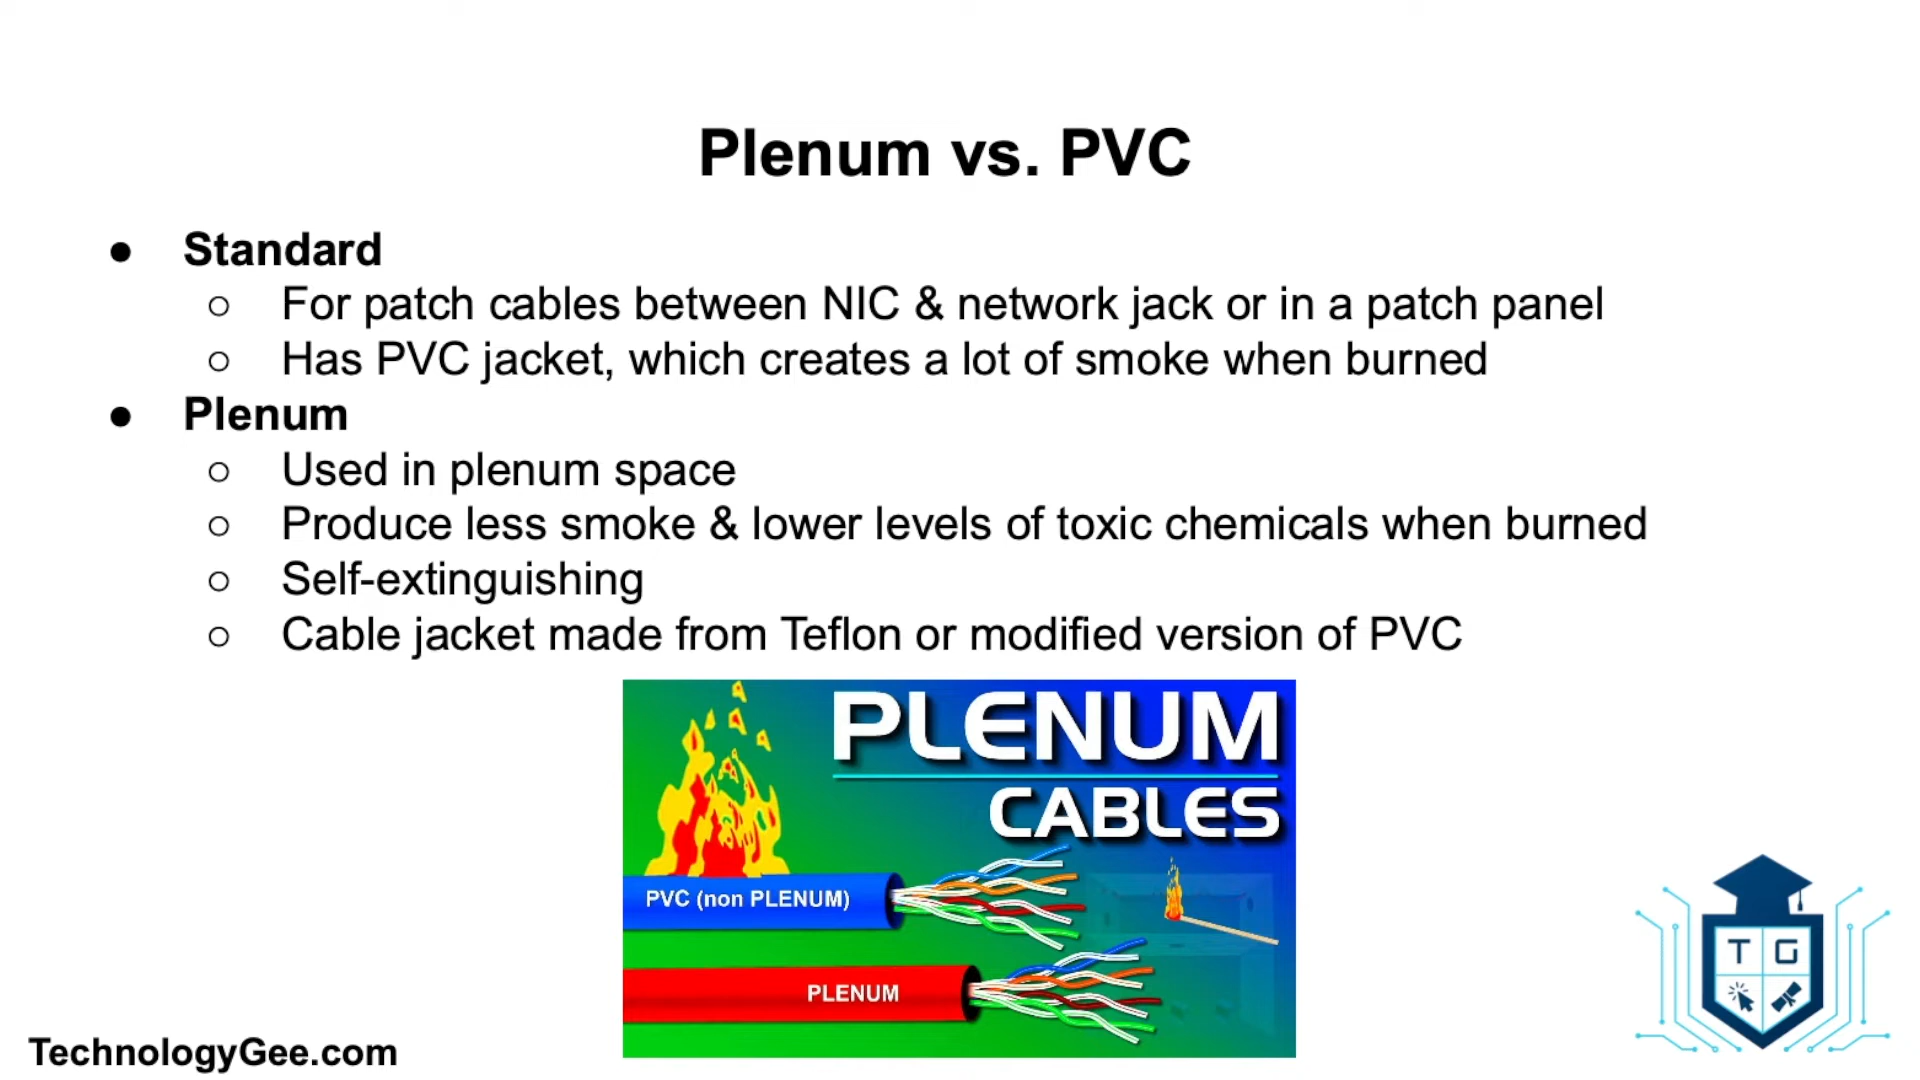 Plenum vs. PVC
● Standard
○ For patch cables between NIC & network jack or in a patch panel
○ Has PVC jacket, which creates a lot of smoke when burned
● Plenum
○ Used in plenum space
○ Produce less smoke & lower levels of toxic chemicals when burned
○ Self-extinguishing
○ Cable jacket made from Teflon or modified version of PVC
PLENUM
CABLES
PVC (non PLENUM)
PLENUM
T G
TechnologyGee.com